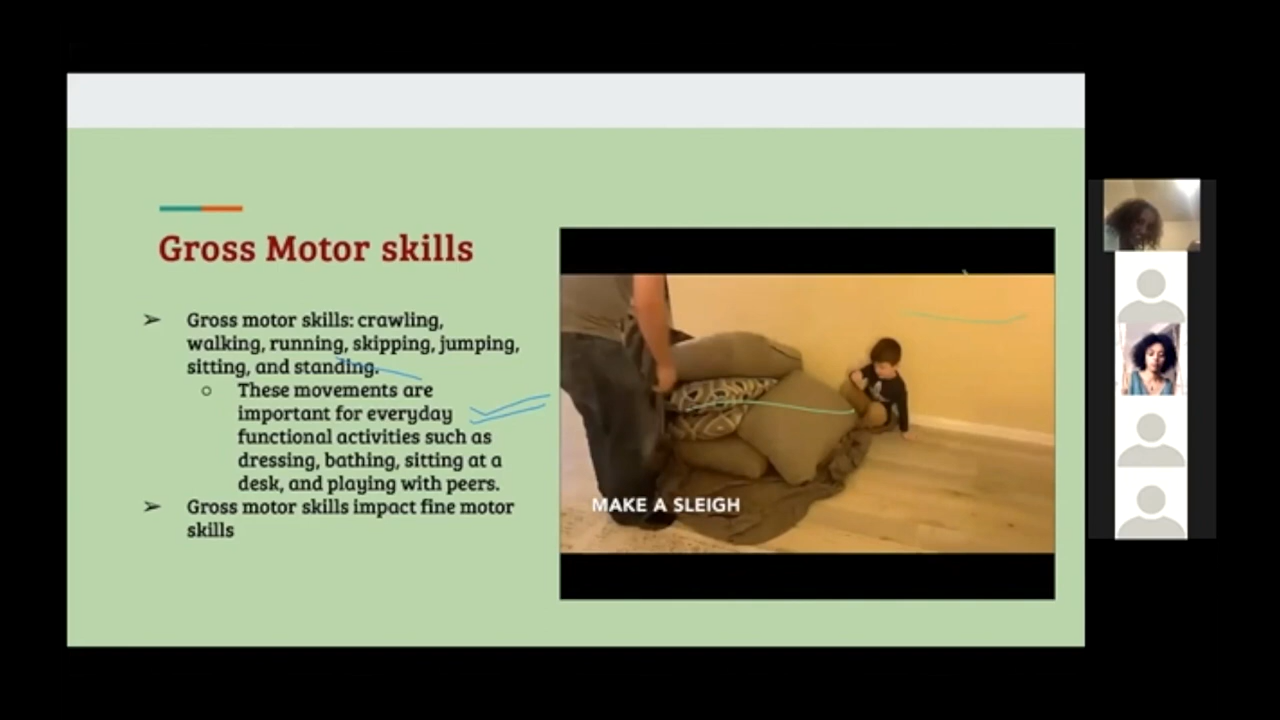 Gross Motor skills
➢ Gross motor skills: crawling,
walking, running, skipping, jumping,
sitting, and standing.
○ These movements are
important for everyday
functional activities such as
dressing, bathing, sitting at a
desk, and playing with peers.
➢ Gross motor skills impact fine motor
skills
MAKE A SLEIGH